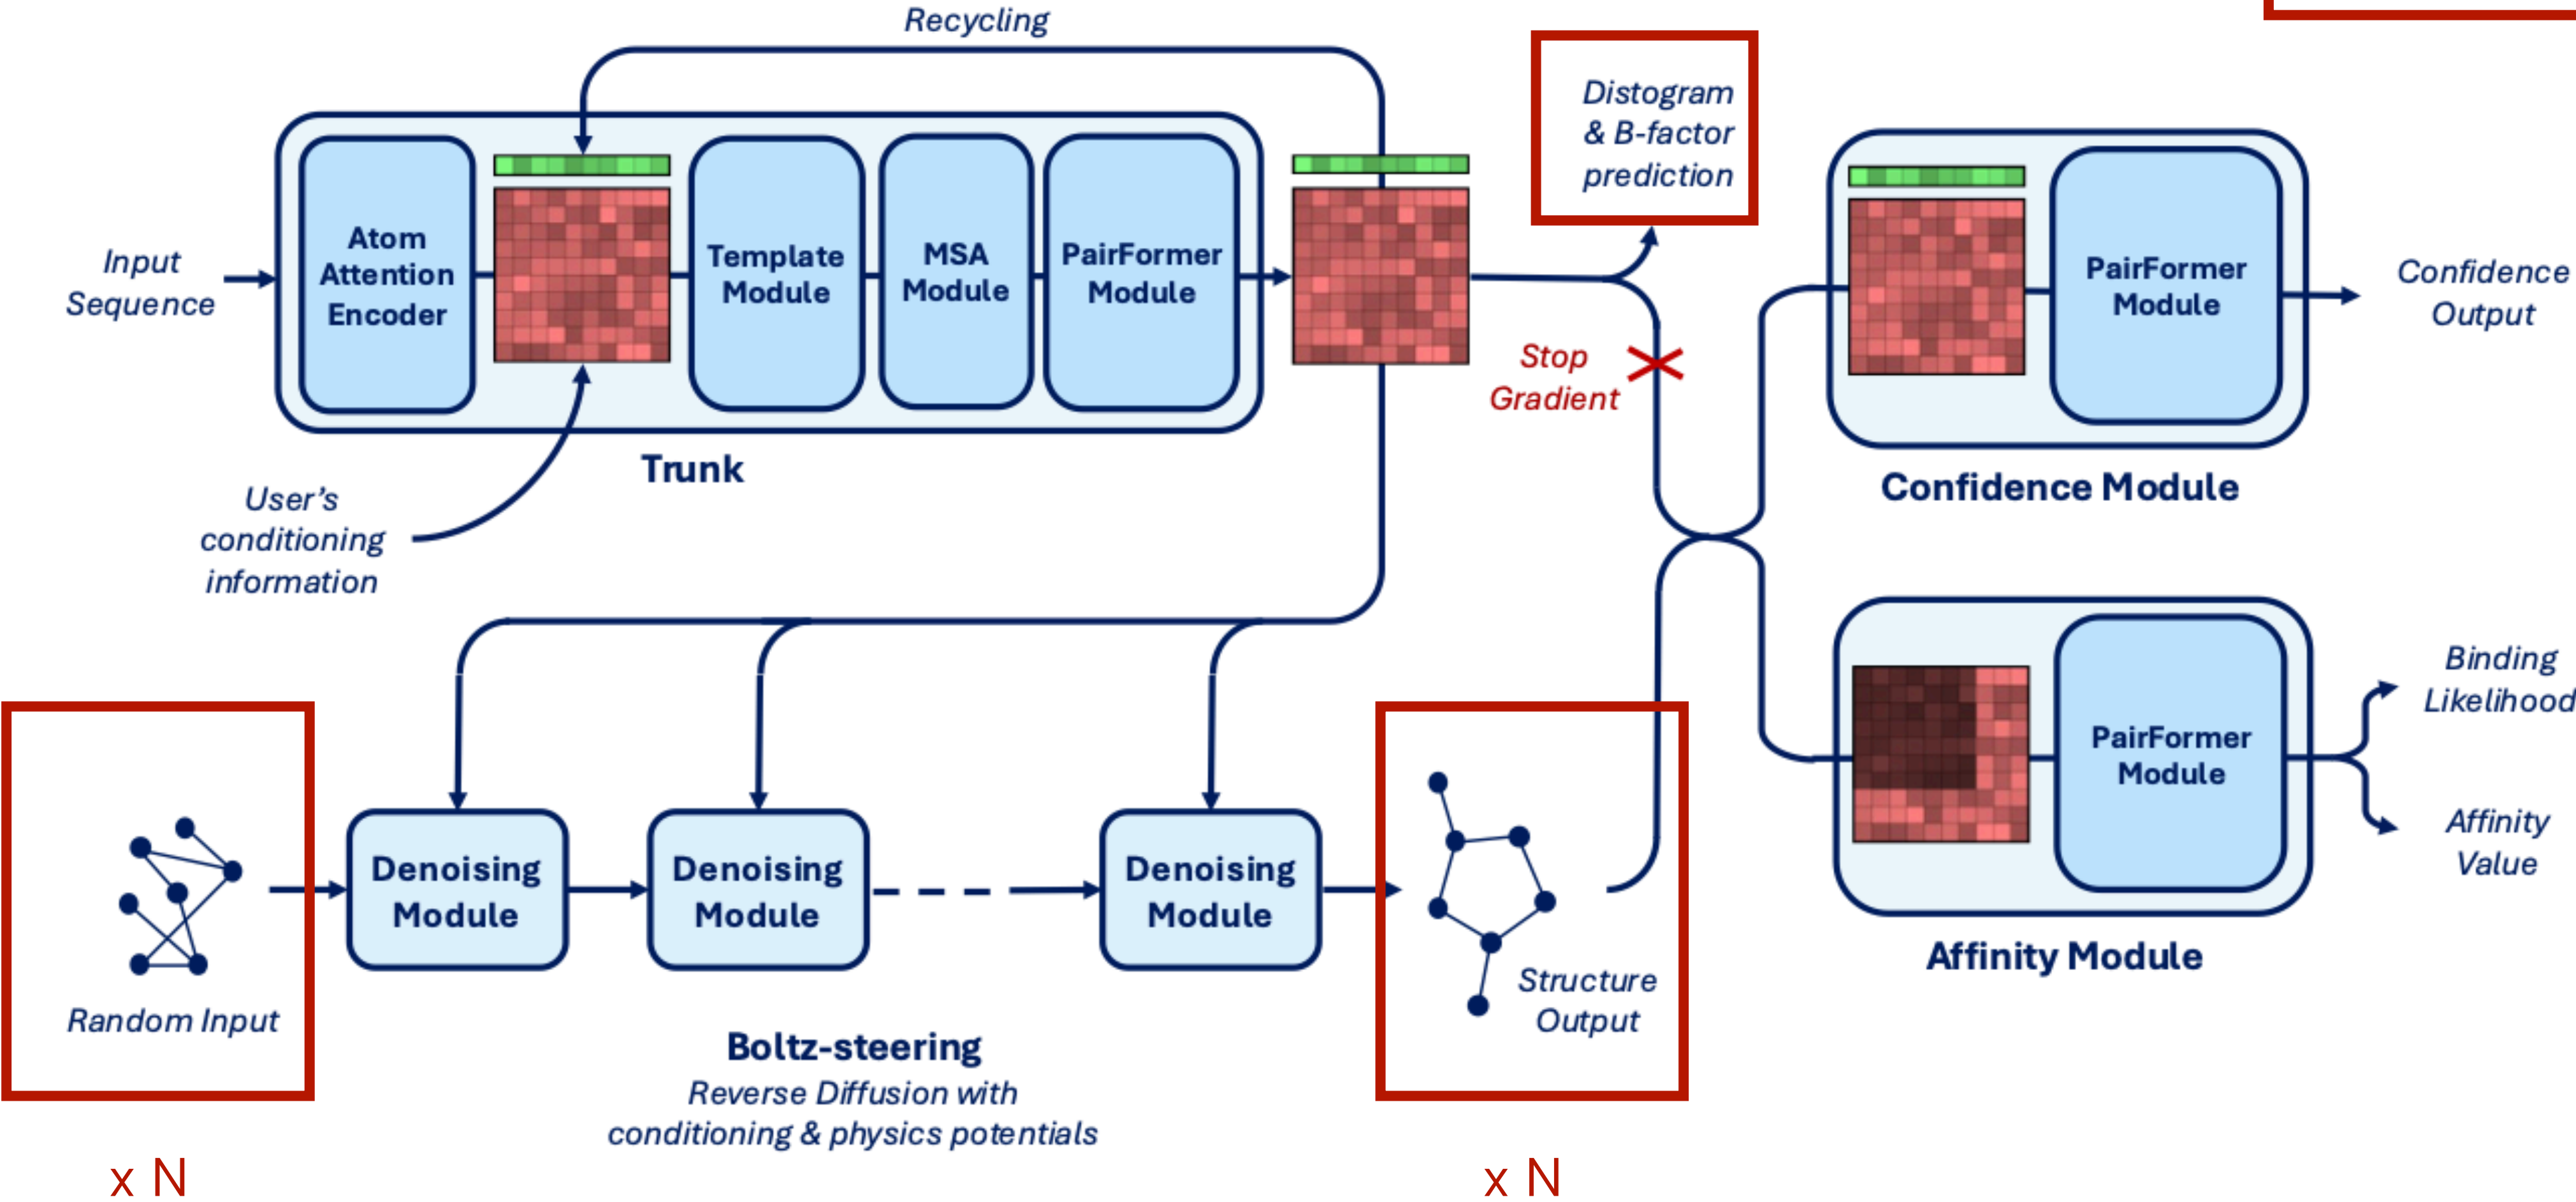 Recycling
Distogram
& B-factor
prediction
Input
Sequence
Atom
Attention
Encoder
Template
Module
MSA
Module
PairFormer
Module
Stop
Gradient
PairFormer
Module
Confidence
Output
Trunk
Confidence Module
User's
conditioning
information
Binding
Likelihood
PairFormer
Module
Affinity
Value
Affinity Module
Random Input
Denoising
Module
Denoising
Module
Denoising
Module
Structure
Output
Boltz-steering
Reverse Diffusion with
conditioning & physics potentials
x N
x N